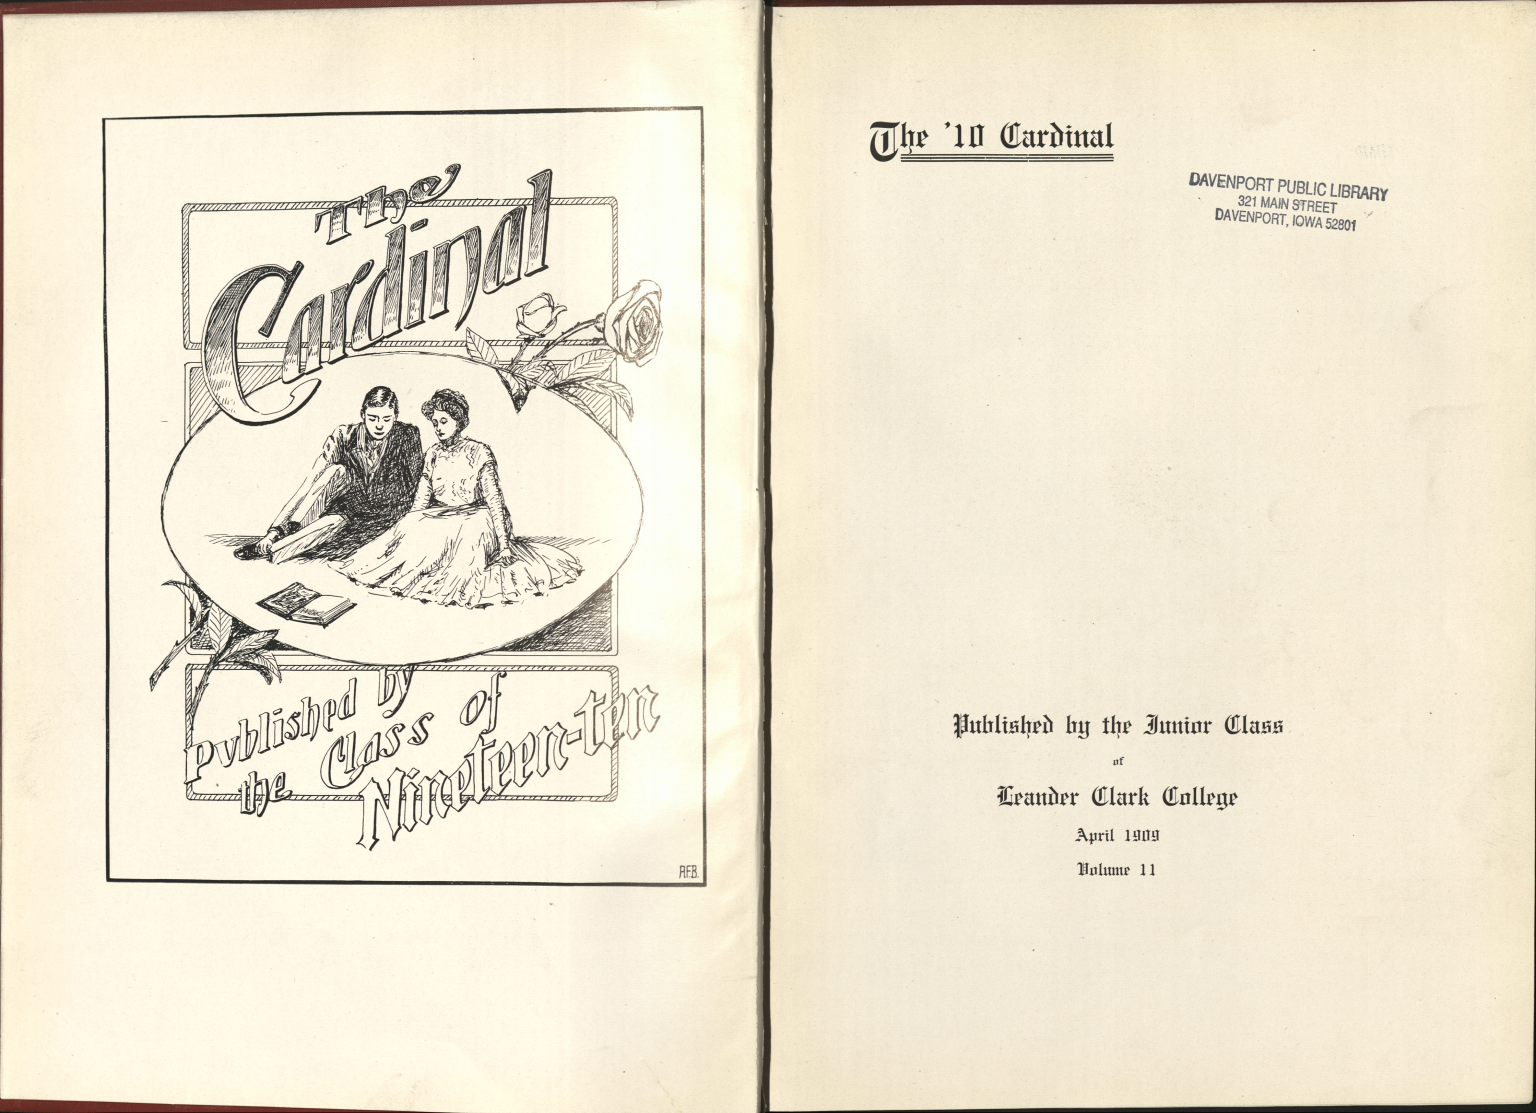 The
Cardinal
Published by
the Class of
Nineteen-ten
A.F.B.
The '10 Cardinal
DAVENPORT PUBLIC LIBRARY
321 MAIN STREET
DAVENPORT, IOWA 52801
Published by the Junior Class
of
Leander Clark College
April 1909
Volume 11